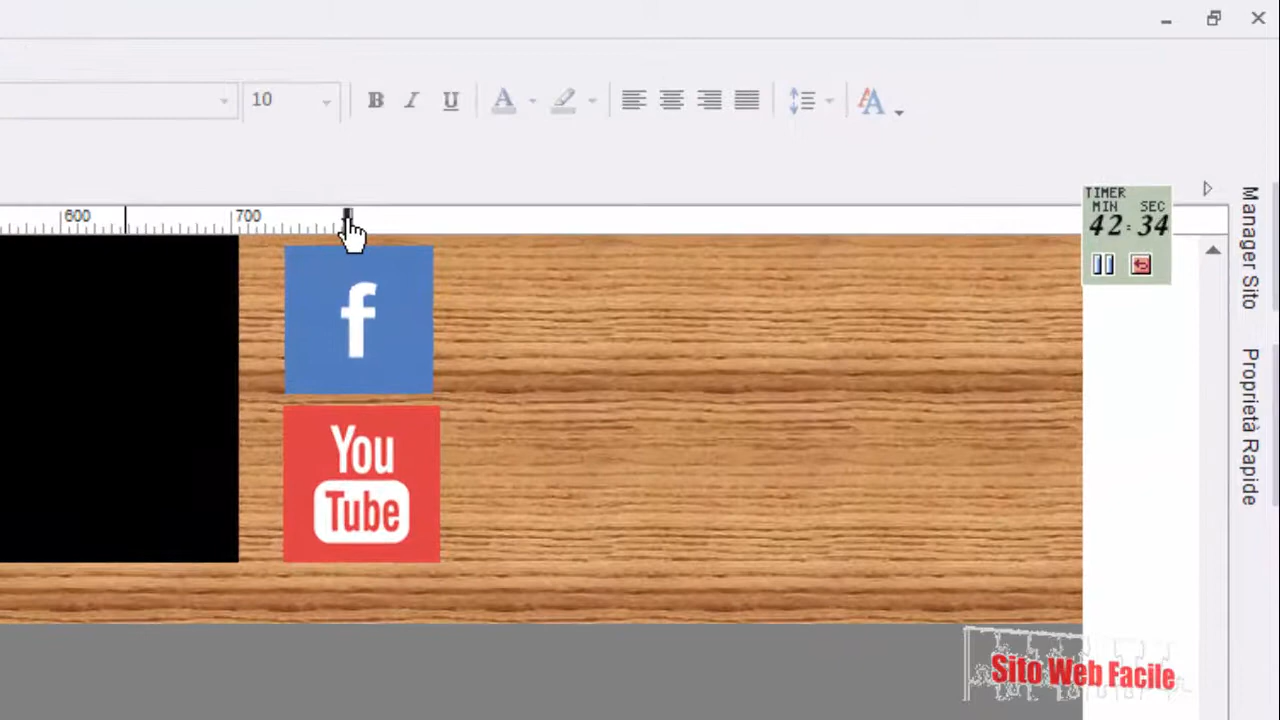 10
B I U A A
TIMER
MIN SEC
42:34
600 700
Manager Sito
Proprietà Rapide
f
You
Tube
Sito Web Facile